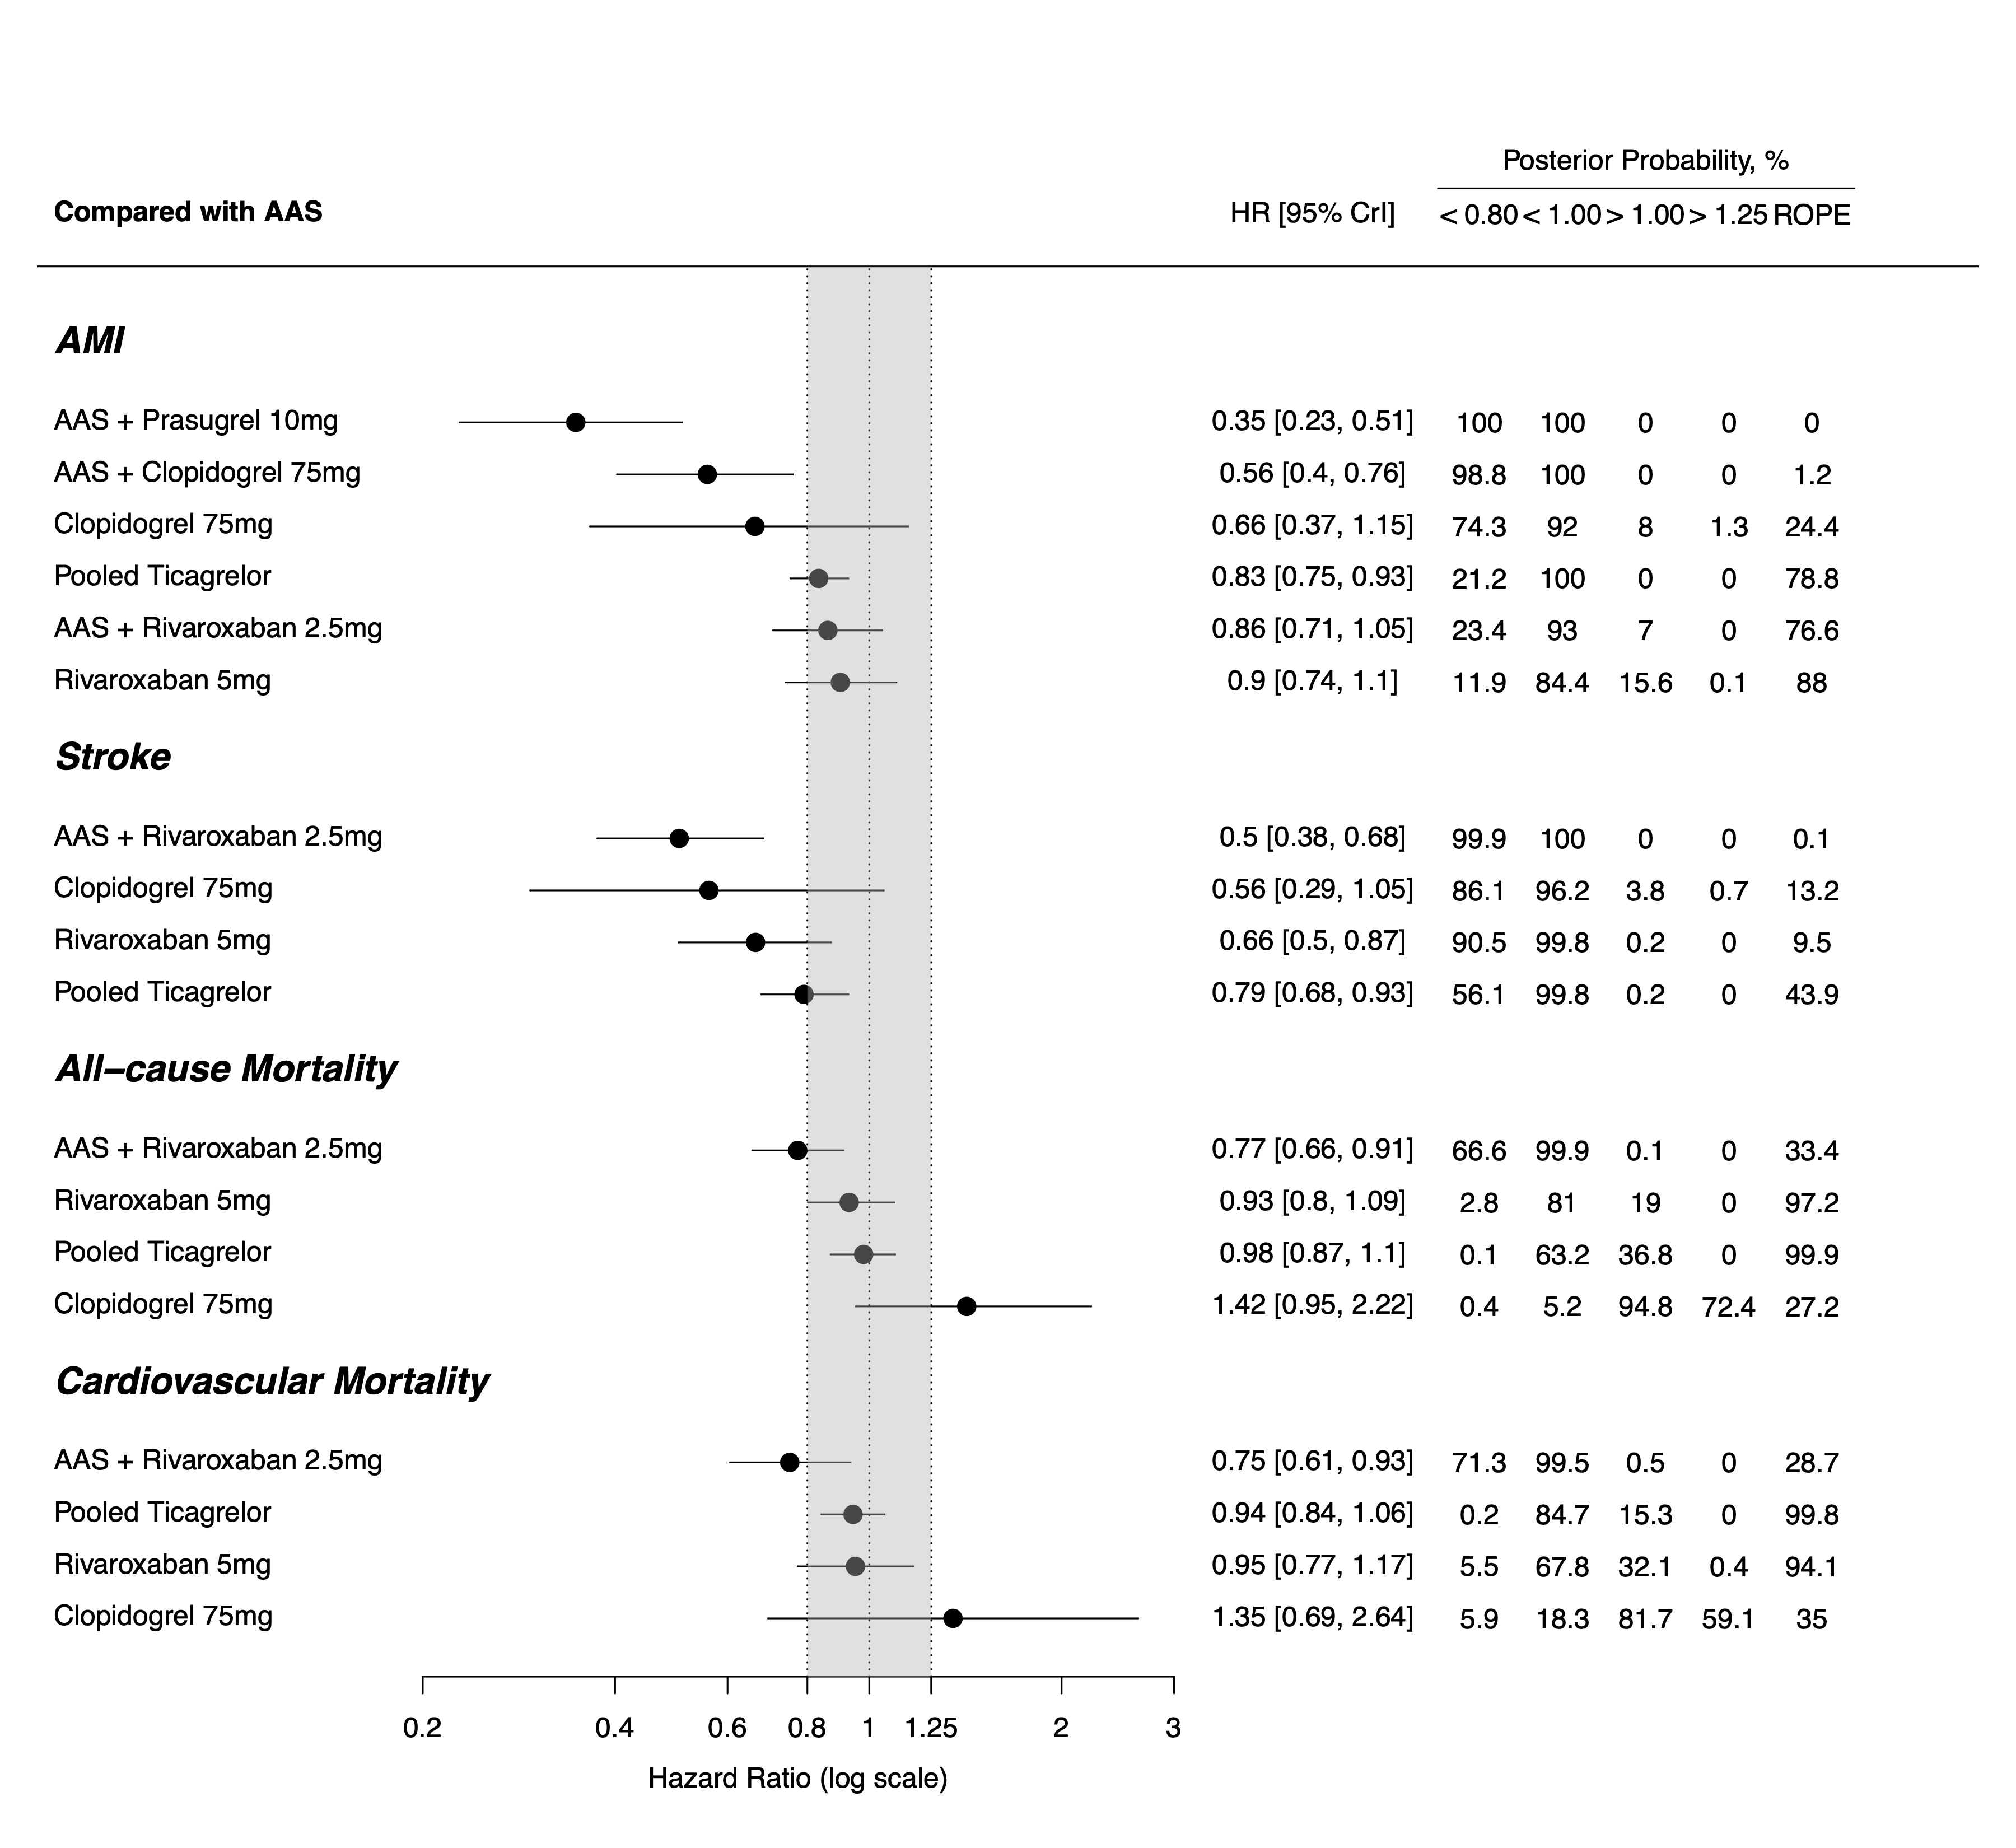 Posterior Probability, %
Compared with AAS HR [95% CrI] < 0.80 < 1.00 > 1.00 > 1.25 ROPE
AMI
AAS + Prasugrel 10mg 0.35 [0.23, 0.51] 100 100 0 0 0
AAS + Clopidogrel 75mg 0.56 [0.4, 0.76] 98.8 100 0 0 1.2
Clopidogrel 75mg 0.66 [0.37, 1.15] 74.3 92 8 1.3 24.4
Pooled Ticagrelor 0.83 [0.75, 0.93] 21.2 100 0 0 78.8
AAS + Rivaroxaban 2.5mg 0.86 [0.71, 1.05] 23.4 93 7 0 76.6
Rivaroxaban 5mg 0.9 [0.74, 1.1] 11.9 84.4 15.6 0.1 88
Stroke
AAS + Rivaroxaban 2.5mg 0.5 [0.38, 0.68] 99.9 100 0 0 0.1
Clopidogrel 75mg 0.56 [0.29, 1.05] 86.1 96.2 3.8 0.7 13.2
Rivaroxaban 5mg 0.66 [0.5, 0.87] 90.5 99.8 0.2 0 9.5
Pooled Ticagrelor 0.79 [0.68, 0.93] 56.1 99.8 0.2 0 43.9
All–cause Mortality
AAS + Rivaroxaban 2.5mg 0.77 [0.66, 0.91] 66.6 99.9 0.1 0 33.4
Rivaroxaban 5mg 0.93 [0.8, 1.09] 2.8 81 19 0 97.2
Pooled Ticagrelor 0.98 [0.87, 1.1] 0.1 63.2 36.8 0 99.9
Clopidogrel 75mg 1.42 [0.95, 2.22] 0.4 5.2 94.8 72.4 27.2
Cardiovascular Mortality
AAS + Rivaroxaban 2.5mg 0.75 [0.61, 0.93] 71.3 99.5 0.5 0 28.7
Pooled Ticagrelor 0.94 [0.84, 1.06] 0.2 84.7 15.3 0 99.8
Rivaroxaban 5mg 0.95 [0.77, 1.17] 5.5 67.8 32.1 0.4 94.1
Clopidogrel 75mg 1.35 [0.69, 2.64] 5.9 18.3 81.7 59.1 35
0.2 0.4 0.6 0.8 1 1.25 2 3
Hazard Ratio (log scale)